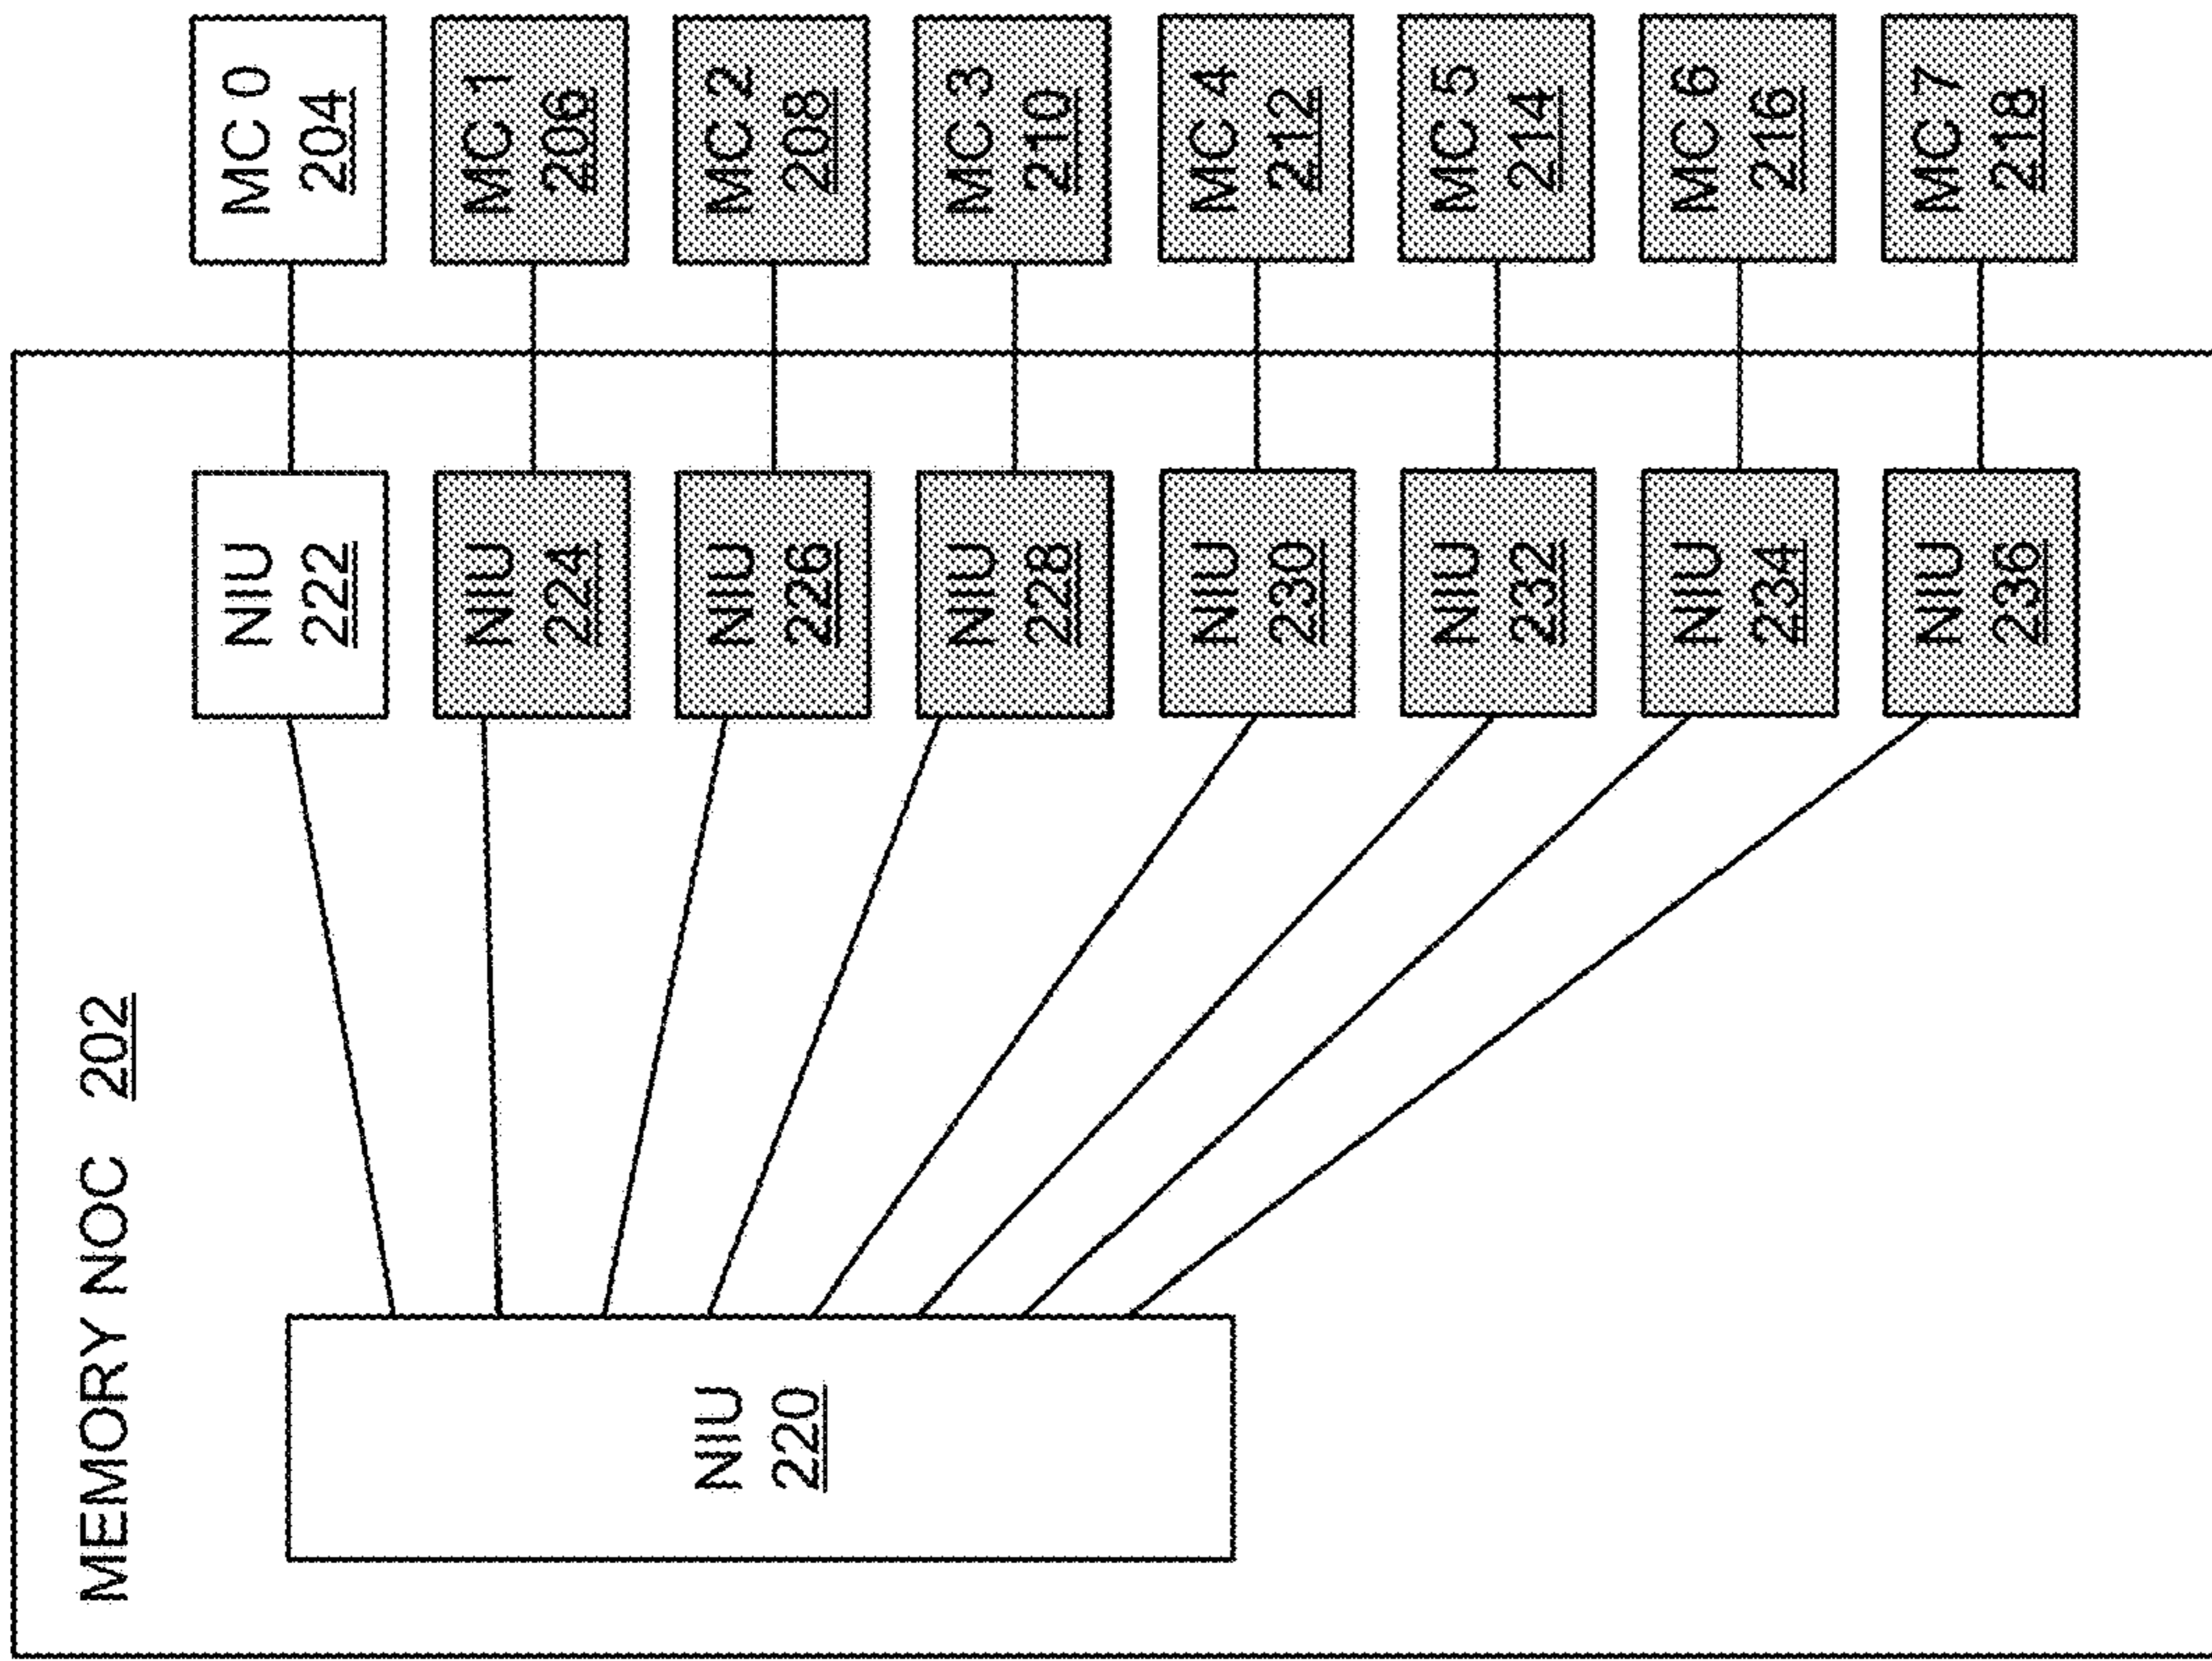 MEMORY NOC 202
NIU
220
NIU
222
NIU
224
NIU
226
NIU
228
NIU
230
NIU
232
NIU
234
NIU
236
MC 0
204
MC 1
206
MC 2
208
MC 3
210
MC 4
212
MC 5
214
MC 6
216
MC 7
218